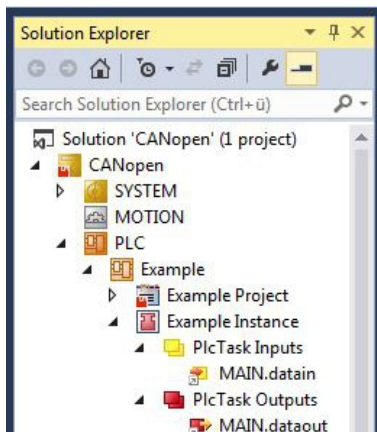 Solution Explorer
Search Solution Explorer (Ctrl+ü)
Solution 'CANopen' (1 project)
CANopen
SYSTEM
MOTION
PLC
Example
Example Project
Example Instance
PlcTask Inputs
MAIN.datain
PlcTask Outputs
MAIN.dataout